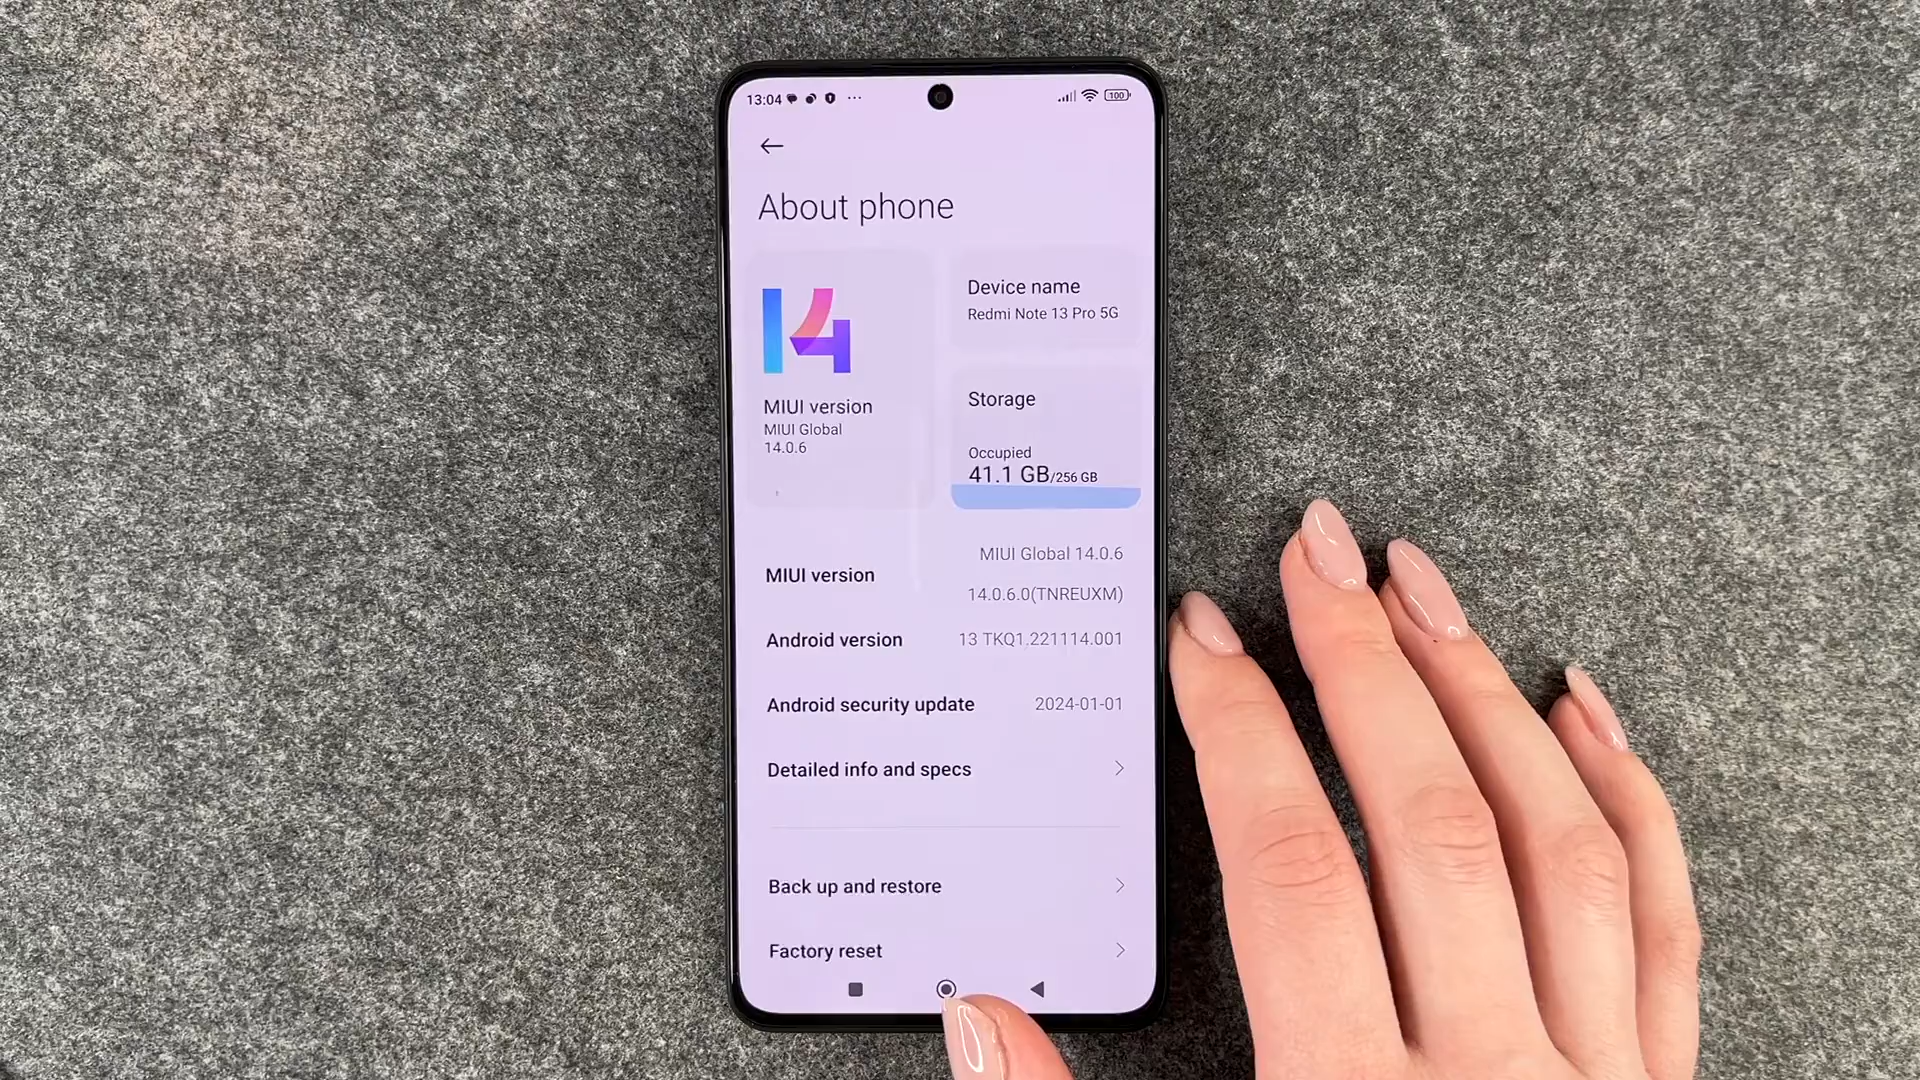 13:04
100
About phone
14
MIUI version
MIUI Global
14.0.6
Device name
Redmi Note 13 Pro 5G
Storage
Occupied
41.1 GB/256 GB
MIUI version
MIUI Global 14.0.6
14.0.6.0(TNREUXM)
Android version
13 TKQ1.221114.001
Android security update
2024-01-01
Detailed info and specs
Back up and restore
Factory reset